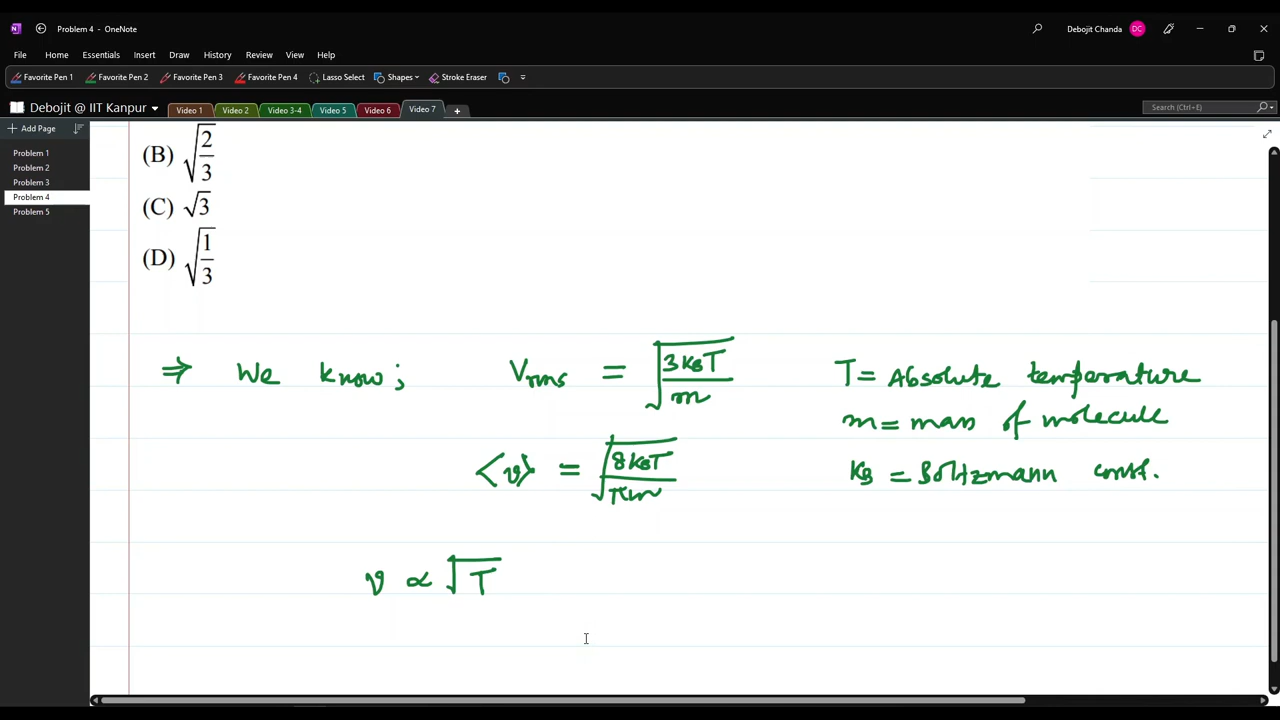 Problem 4 - OneNote
Debojit Chanda DC
File Home Essentials Insert Draw History Review View Help
Favorite Pen 1 Favorite Pen 2 Favorite Pen 3 Favorite Pen 4 Lasso Select Shapes Stroke Eraser
Debojit @ IIT Kanpur Video 1 Video 2 Video 3-4 Video 5 Video 6 Video 7 + Search (Ctrl+E)
+ Add Page
Problem 1
Problem 2
Problem 3
Problem 4
Problem 5
(B) √(2/3)
(C) √3
(D) √(1/3)
⇒ We know; Vrms = √(3KBT/m) T = Absolute temperature
m = mass of molecule
<v> = √(8KBT/πm) KB = Boltzmann const.
v ∝ √T